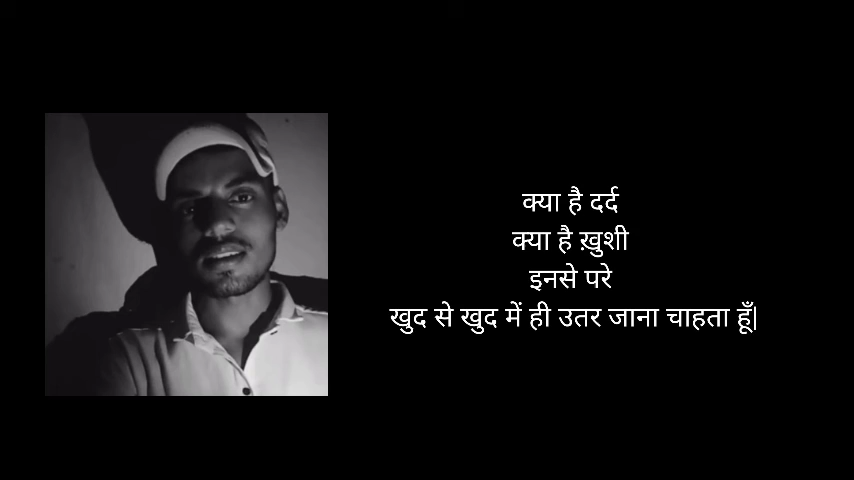 क्या है दर्द
क्या है ख़ुशी
इनसे परे
खुद से खुद में ही उतर जाना चाहता हूँ|